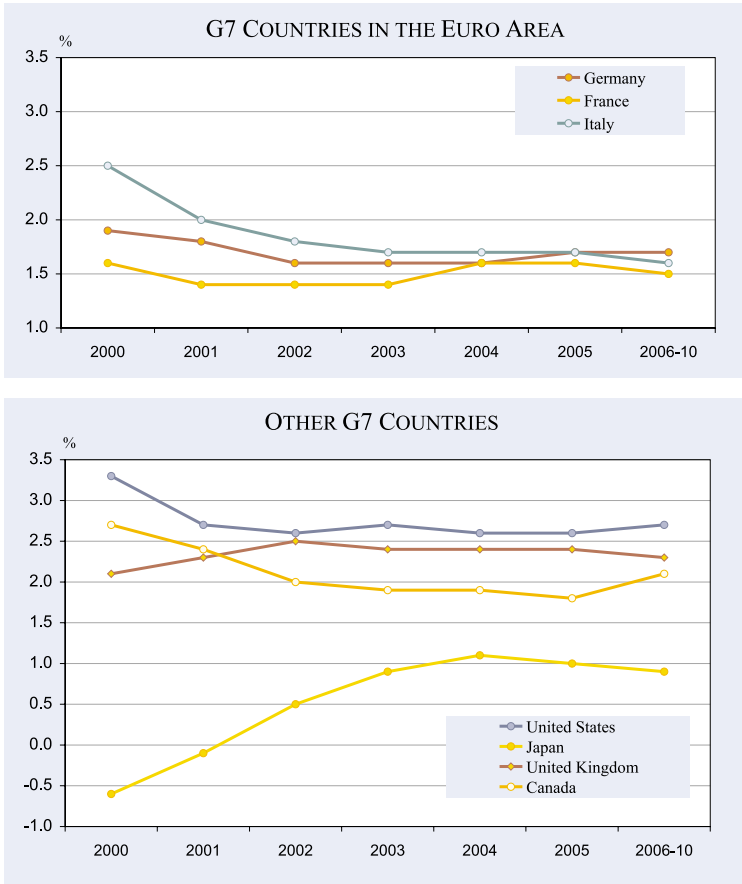 G7 COUNTRIES IN THE EURO AREA
%
3.5
3.0
2.5
2.0
1.5
1.0
Germany
France
Italy
2000 2001 2002 2003 2004 2005 2006-10
OTHER G7 COUNTRIES
%
3.5
3.0
2.5
2.0
1.5
1.0
0.5
0.0
-0.5
-1.0
United States
Japan
United Kingdom
Canada
2000 2001 2002 2003 2004 2005 2006-10